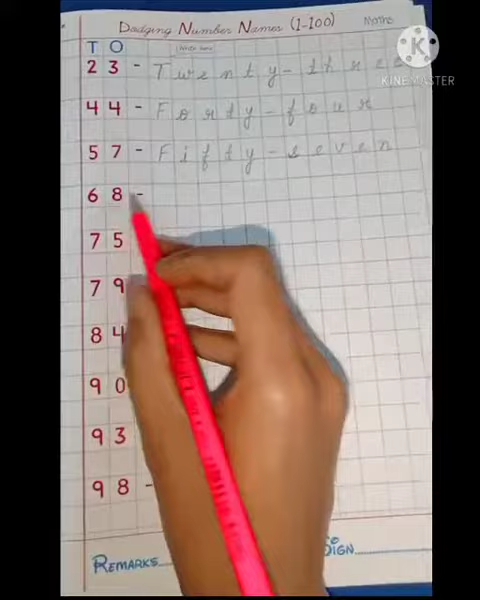 Dodging Number Names (1-100) Maths
T O
23 - Twenty-three
44 - Forty-four
57 - Fifty-seven
68 -
75
79
84
90
93
98 -
REMARKS
SIGN
KINEMASTER